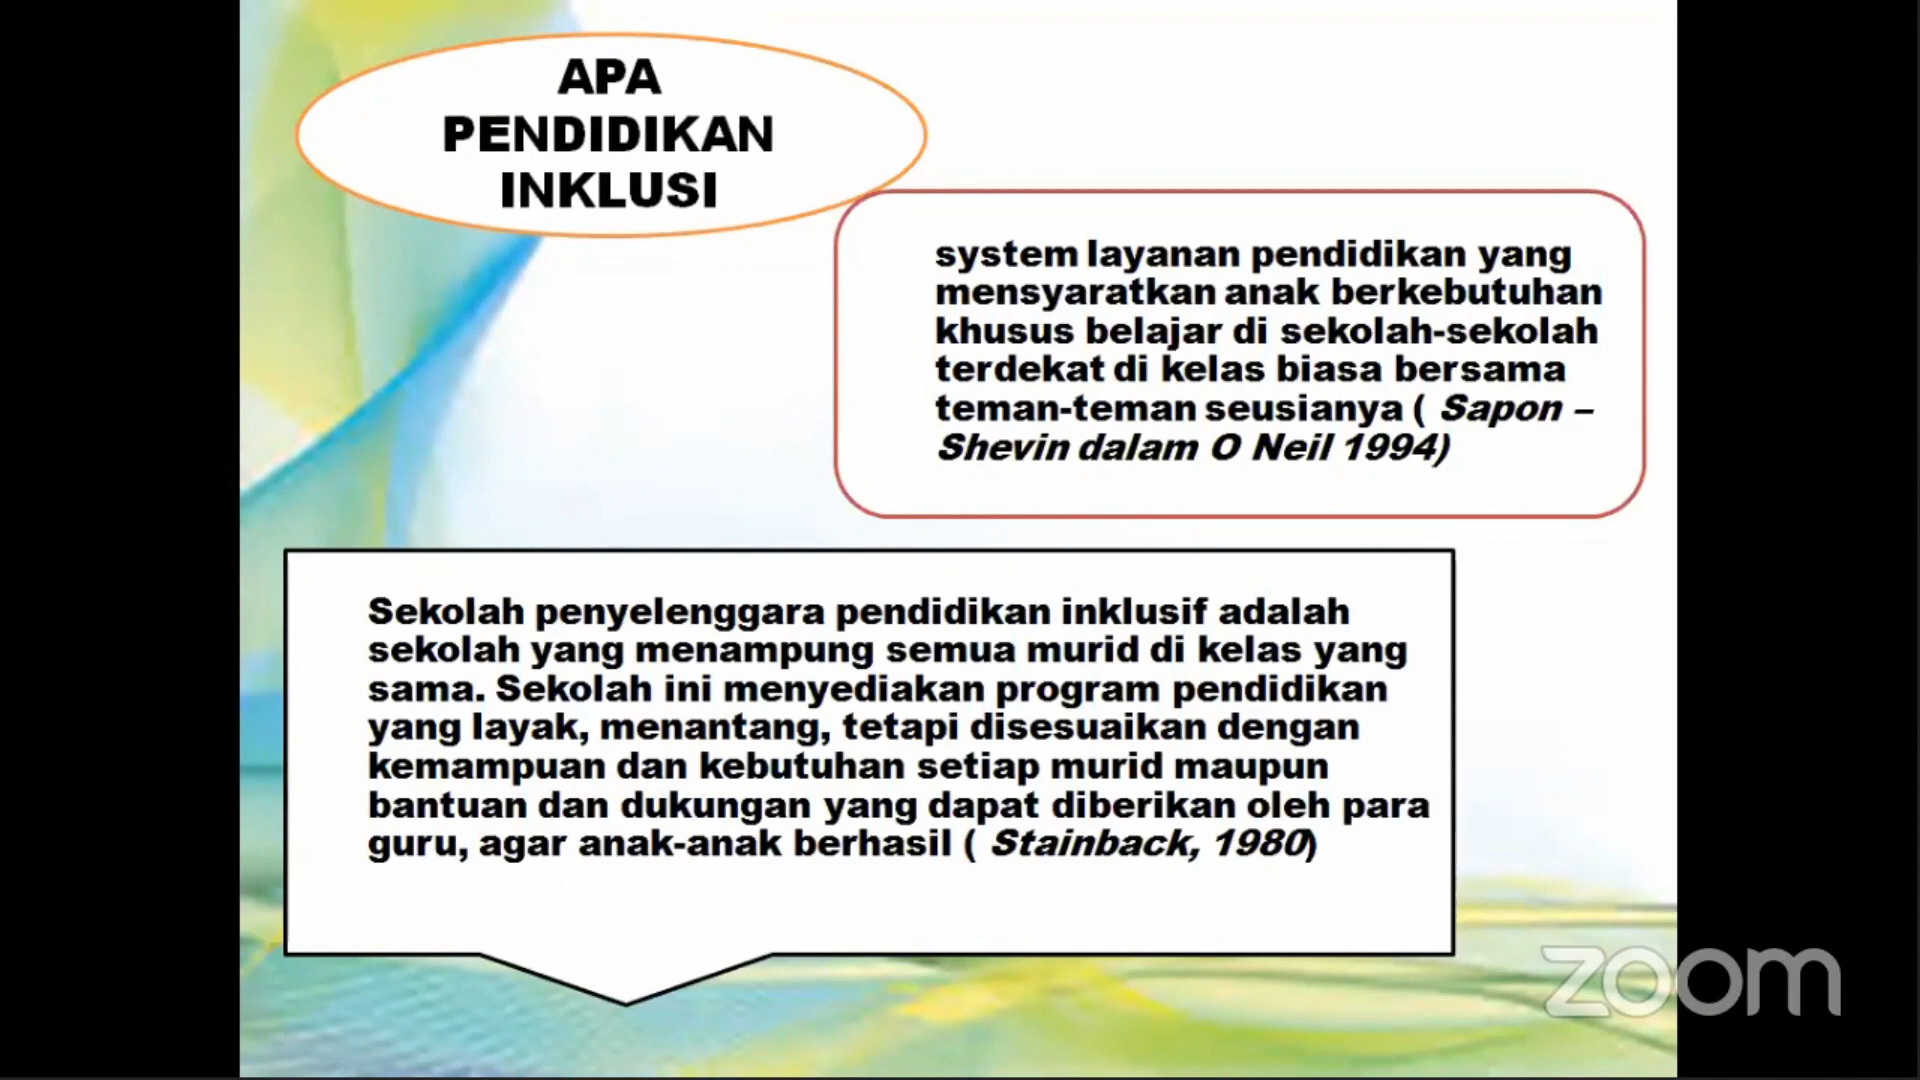 APA
PENDIDIKAN
INKLUSI
system layanan pendidikan yang
mensyaratkan anak berkebutuhan
khusus belajar di sekolah-sekolah
terdekat di kelas biasa bersama
teman-teman seusianya ( Sapon –
Shevin dalam O Neil 1994)
Sekolah penyelenggara pendidikan inklusif adalah
sekolah yang menampung semua murid di kelas yang
sama. Sekolah ini menyediakan program pendidikan
yang layak, menantang, tetapi disesuaikan dengan
kemampuan dan kebutuhan setiap murid maupun
bantuan dan dukungan yang dapat diberikan oleh para
guru, agar anak-anak berhasil ( Stainback, 1980)
zoom